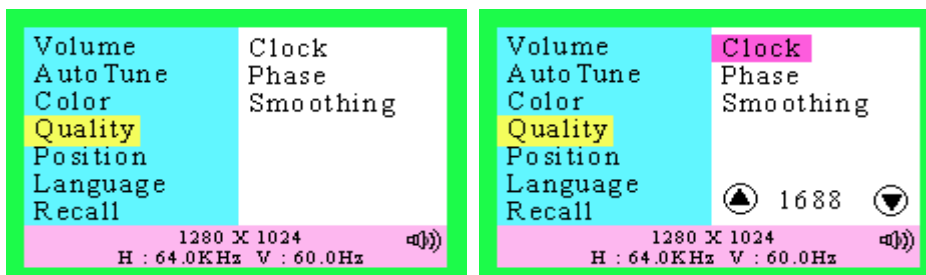 Volume
Auto Tune
Color
Quality
Position
Language
Recall
Clock
Phase
Smoothing
1280 X 1024
H : 64.0KHz V : 60.0Hz
Volume
Auto Tune
Color
Quality
Position
Language
Recall
Clock
Phase
Smoothing
1688
1280 X 1024
H : 64.0KHz V : 60.0Hz